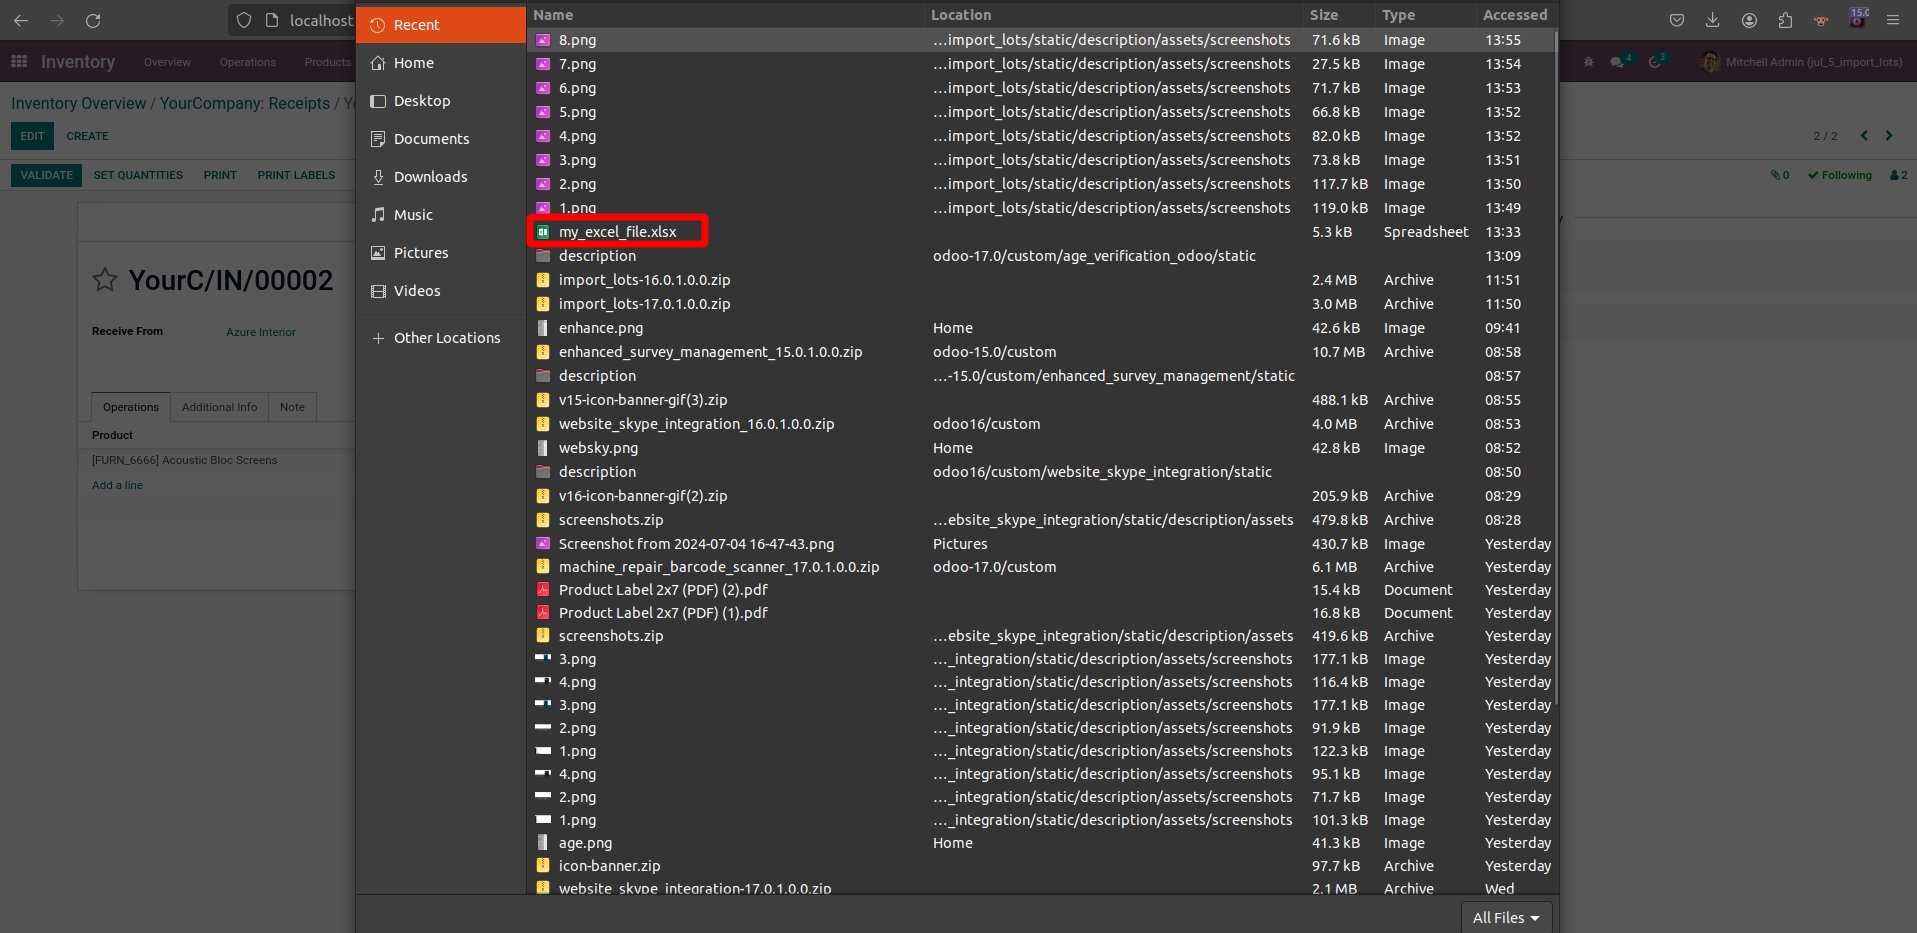 localhost
15.0
Inventory Overview Operations Products
4 3 Mitchell Admin (jul_5_import_lots)
Inventory Overview / YourCompany: Receipts /
EDIT CREATE
2 / 2
VALIDATE SET QUANTITIES PRINT PRINT LABELS
0 Following 2
YourC/IN/00002
Receive From Azure Interior
Operations Additional Info Note
Product
[FURN_6666] Acoustic Bloc Screens
Add a line
Recent
Home
Desktop
Documents
Downloads
Music
Pictures
Videos
Other Locations
Name Location Size Type Accessed
8.png …import_lots/static/description/assets/screenshots 71.6 kB Image 13:55
7.png …import_lots/static/description/assets/screenshots 27.5 kB Image 13:54
6.png …import_lots/static/description/assets/screenshots 71.7 kB Image 13:53
5.png …import_lots/static/description/assets/screenshots 66.8 kB Image 13:52
4.png …import_lots/static/description/assets/screenshots 82.0 kB Image 13:52
3.png …import_lots/static/description/assets/screenshots 73.8 kB Image 13:51
2.png …import_lots/static/description/assets/screenshots 117.7 kB Image 13:50
1.png …import_lots/static/description/assets/screenshots 119.0 kB Image 13:49
my_excel_file.xlsx 5.3 kB Spreadsheet 13:33
description odoo-17.0/custom/age_verification_odoo/static 13:09
import_lots-16.0.1.0.0.zip 2.4 MB Archive 11:51
import_lots-17.0.1.0.0.zip 3.0 MB Archive 11:50
enhance.png Home 42.6 kB Image 09:41
enhanced_survey_management_15.0.1.0.0.zip odoo-15.0/custom 10.7 MB Archive 08:58
description …-15.0/custom/enhanced_survey_management/static 08:57
v15-icon-banner-gif(3).zip 488.1 kB Archive 08:55
website_skype_integration_16.0.1.0.0.zip odoo16/custom 4.0 MB Archive 08:53
websky.png Home 42.8 kB Image 08:52
description odoo16/custom/website_skype_integration/static 08:50
v16-icon-banner-gif(2).zip 205.9 kB Archive 08:29
screenshots.zip …ebsite_skype_integration/static/description/assets 479.8 kB Archive 08:28
Screenshot from 2024-07-04 16-47-43.png Pictures 430.7 kB Image Yesterday
machine_repair_barcode_scanner_17.0.1.0.0.zip odoo-17.0/custom 6.1 MB Archive Yesterday
Product Label 2x7 (PDF) (2).pdf 15.4 kB Document Yesterday
Product Label 2x7 (PDF) (1).pdf 16.8 kB Document Yesterday
screenshots.zip …ebsite_skype_integration/static/description/assets 419.6 kB Archive Yesterday
3.png …_integration/static/description/assets/screenshots 177.1 kB Image Yesterday
4.png …_integration/static/description/assets/screenshots 116.4 kB Image Yesterday
3.png …_integration/static/description/assets/screenshots 177.1 kB Image Yesterday
2.png …_integration/static/description/assets/screenshots 91.9 kB Image Yesterday
1.png …_integration/static/description/assets/screenshots 122.3 kB Image Yesterday
4.png …_integration/static/description/assets/screenshots 95.1 kB Image Yesterday
2.png …_integration/static/description/assets/screenshots 71.7 kB Image Yesterday
1.png …_integration/static/description/assets/screenshots 101.3 kB Image Yesterday
age.png Home 41.3 kB Image Yesterday
icon-banner.zip 97.7 kB Archive Yesterday
website_skype_integration-17.0.1.0.0.zip 2.1 MB Archive Wed
All Files